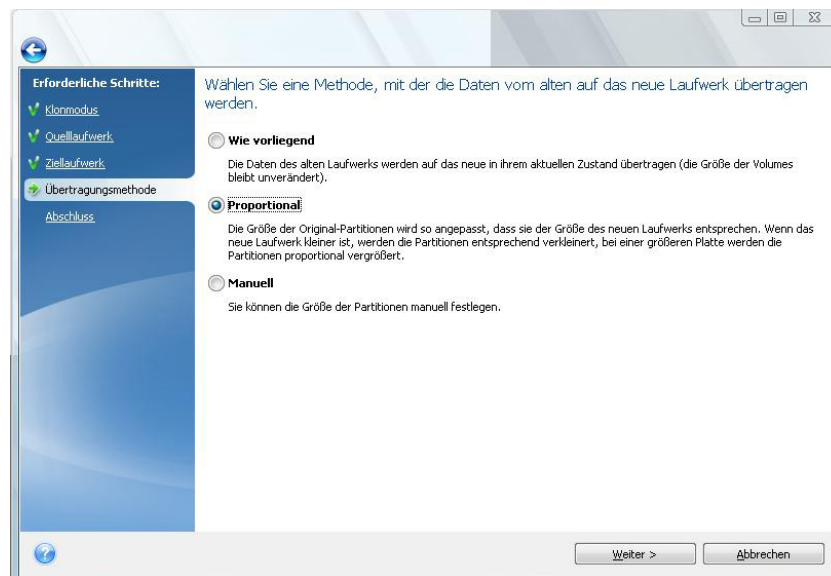 Erforderliche Schritte:
Klonmodus
Quelllaufwerk
Ziellaufwerk
Übertragungsmethode
Abschluss
Wählen Sie eine Methode, mit der die Daten vom alten auf das neue Laufwerk übertragen
werden.
Wie vorliegend
Die Daten des alten Laufwerks werden auf das neue in ihrem aktuellen Zustand übertragen (die Größe der Volumes
bleibt unverändert).
Proportional
Die Größe der Original-Partitionen wird so angepasst, dass sie der Größe des neuen Laufwerks entsprechen. Wenn das
neue Laufwerk kleiner ist, werden die Partitionen entsprechend verkleinert, bei einer größeren Platte werden die
Partitionen proportional vergrößert.
Manuell
Sie können die Größe der Partitionen manuell festlegen.
Weiter >
Abbrechen